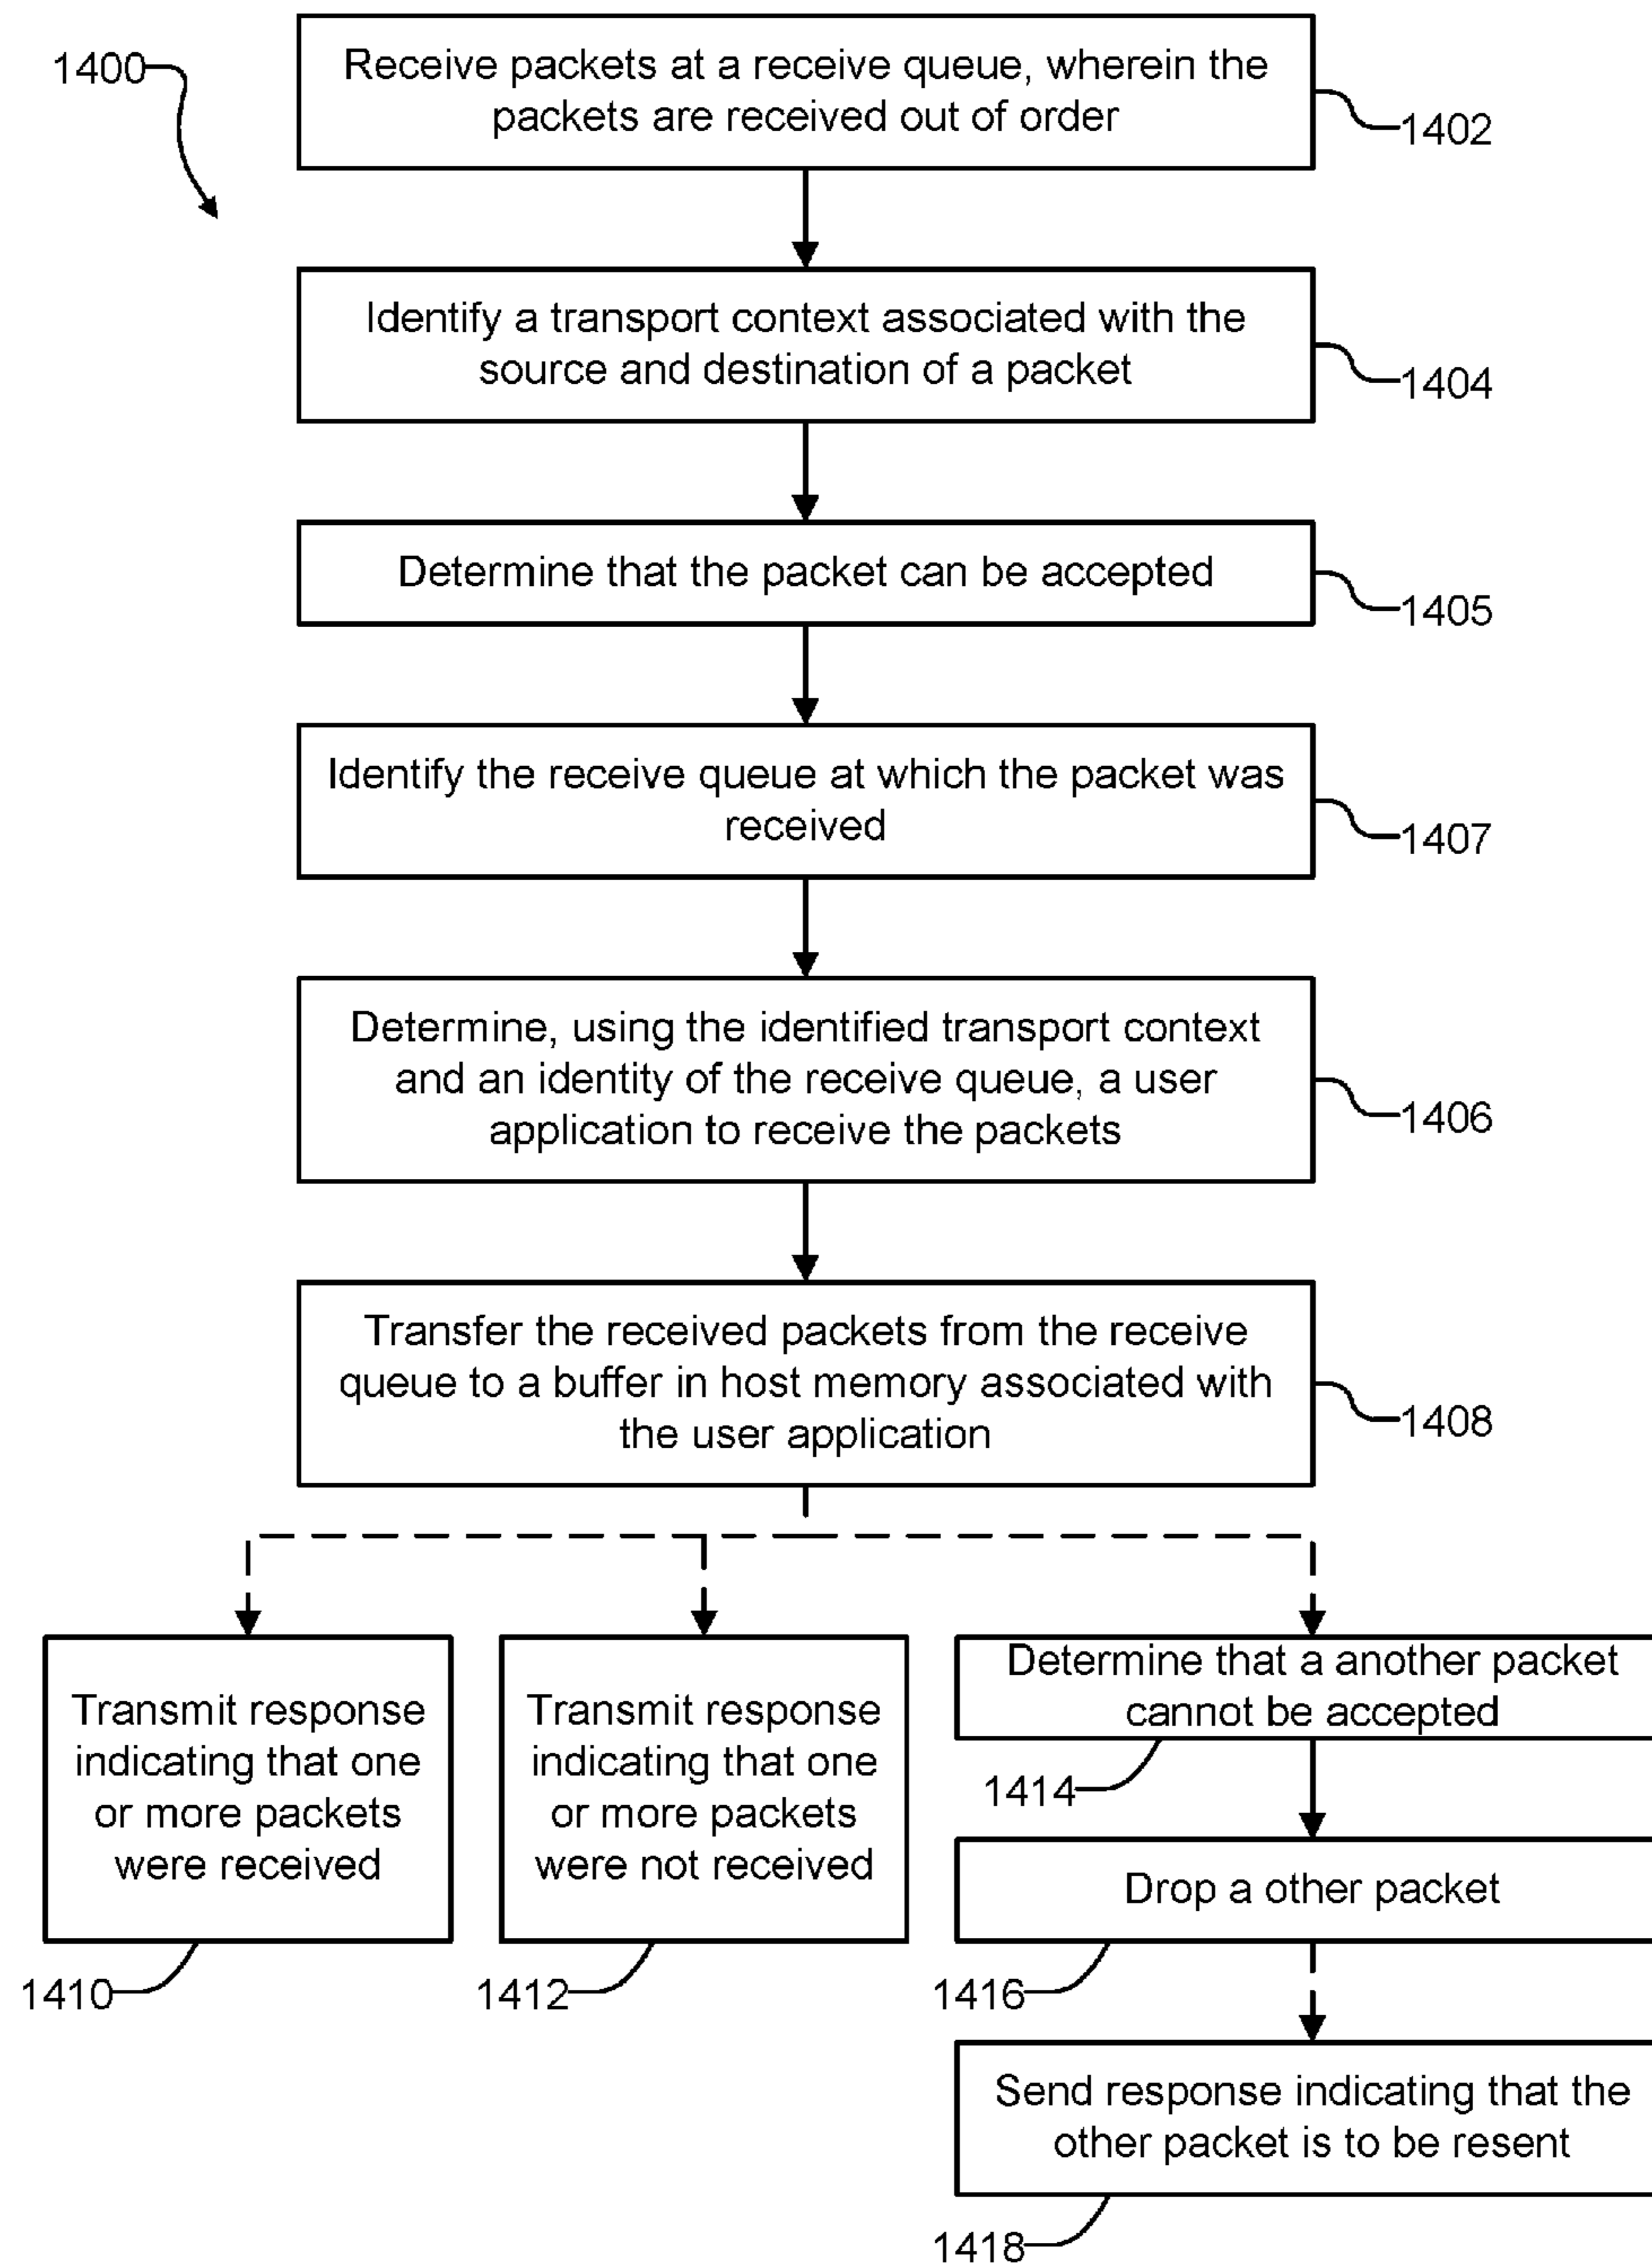 1400
Receive packets at a receive queue, wherein the
packets are received out of order
1402
Identify a transport context associated with the
source and destination of a packet
1404
Determine that the packet can be accepted
1405
Identify the receive queue at which the packet was
received
1407
Determine, using the identified transport context
and an identity of the receive queue, a user
application to receive the packets
1406
Transfer the received packets from the receive
queue to a buffer in host memory associated with
the user application
1408
Transmit response
indicating that one
or more packets
were received
1410
Transmit response
indicating that one
or more packets
were not received
1412
Determine that a another packet
cannot be accepted
1414
Drop a other packet
1416
Send response indicating that the
other packet is to be resent
1418